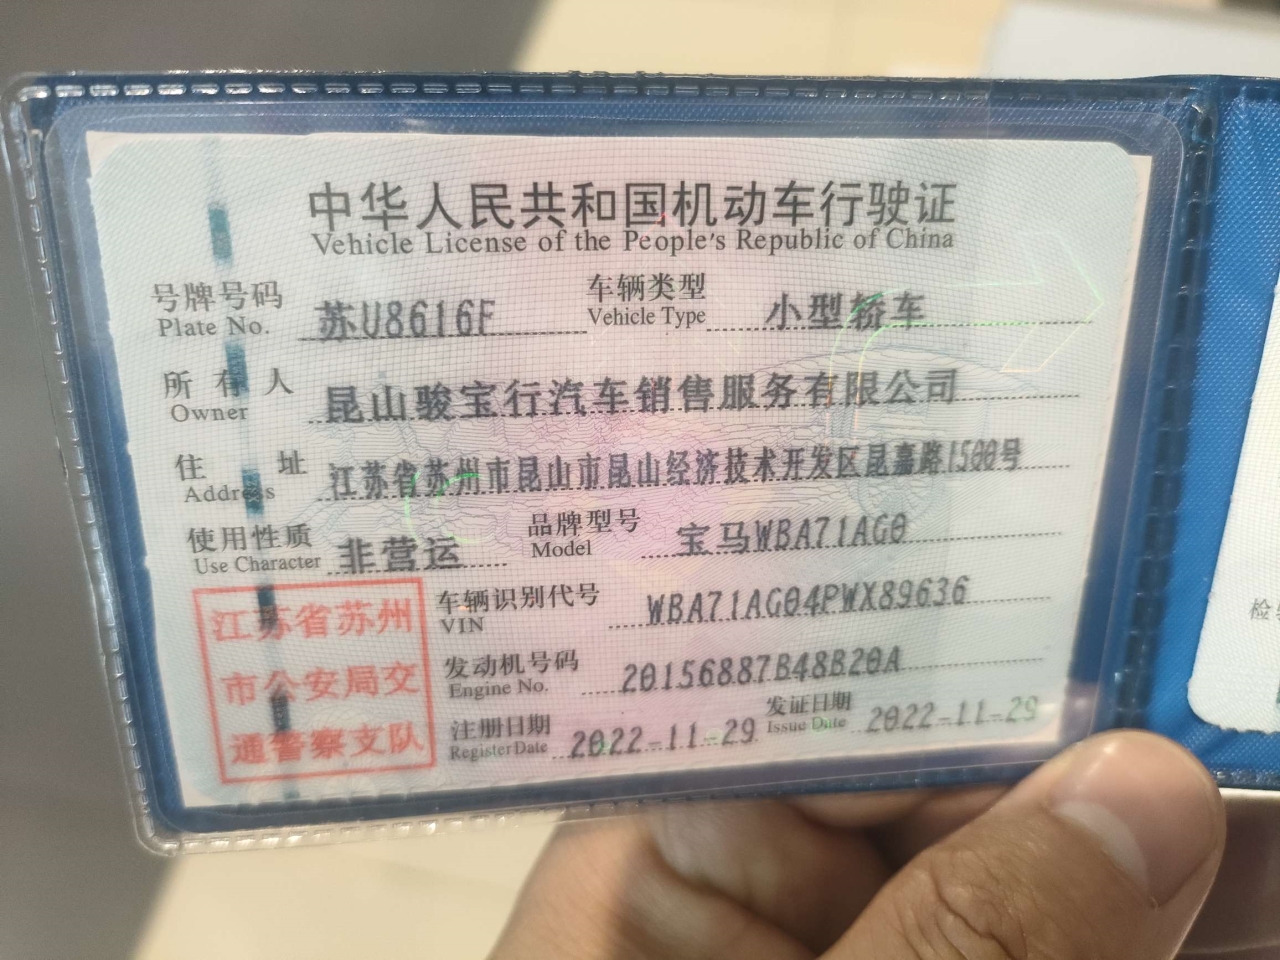 中华人民共和国机动车行驶证
Vehicle License of the People's Republic of China
号牌号码 苏U8616F 车辆类型 小型轿车
Plate No. Vehicle Type
所有人 昆山骏宝行汽车销售服务有限公司
Owner
住址 江苏省苏州市昆山市昆山经济技术开发区昆嘉路1500号
Address
使用性质 非营运 品牌型号 宝马WBA71AG0
Use Character Model
江苏省苏州
市公安局交
通警察支队
车辆识别代号 WBA71AG04PWX89636
VIN
发动机号码 20156887B48B20A
Engine No.
注册日期 2022-11-29 发证日期 2022-11-29
Register Date Issue Date